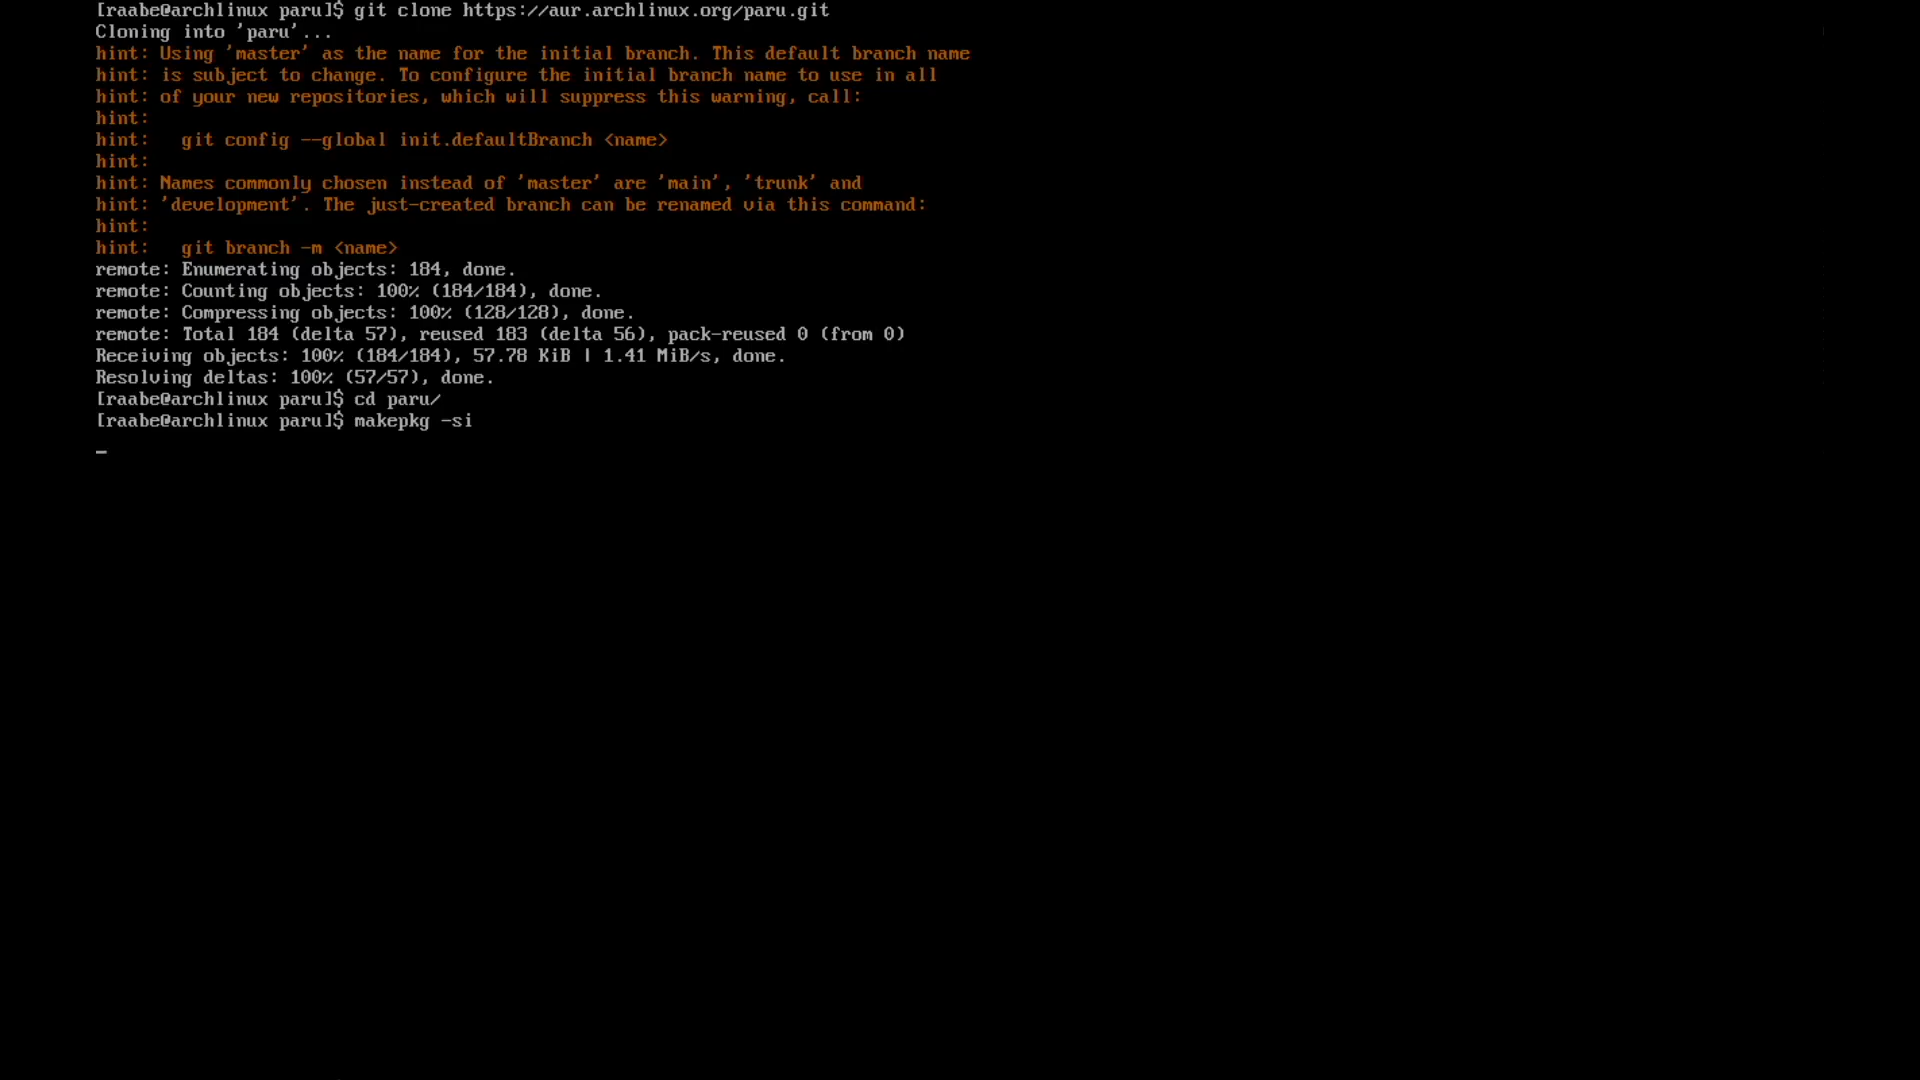 [raabe@archlinux paru]$ git clone https://aur.archlinux.org/paru.git
Cloning into 'paru'...
hint: Using 'master' as the name for the initial branch. This default branch name
hint: is subject to change. To configure the initial branch name to use in all
hint: of your new repositories, which will suppress this warning, call:
hint:
hint:   git config --global init.defaultBranch <name>
hint:
hint: Names commonly chosen instead of 'master' are 'main', 'trunk' and
hint: 'development'. The just-created branch can be renamed via this command:
hint:
hint:   git branch -m <name>
remote: Enumerating objects: 184, done.
remote: Counting objects: 100% (184/184), done.
remote: Compressing objects: 100% (128/128), done.
remote: Total 184 (delta 57), reused 183 (delta 56), pack-reused 0 (from 0)
Receiving objects: 100% (184/184), 57.78 KiB | 1.41 MiB/s, done.
Resolving deltas: 100% (57/57), done.
[raabe@archlinux paru]$ cd paru/
[raabe@archlinux paru]$ makepkg -si